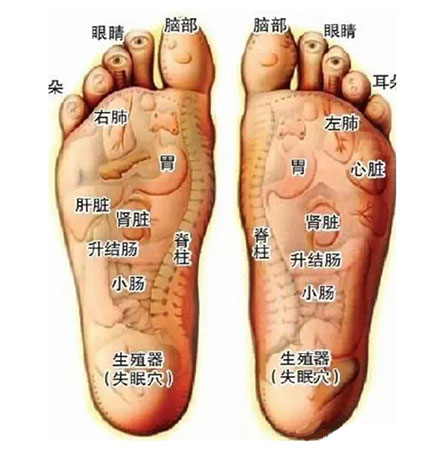 脑部
眼睛
朵
右肺
胃
肝脏
肾脏
脊柱
升结肠
小肠
生殖器
(失眠穴)
脑部
眼睛
耳朵
左肺
胃
心脏
肾脏
脊柱
升结肠
小肠
生殖器
(失眠穴)